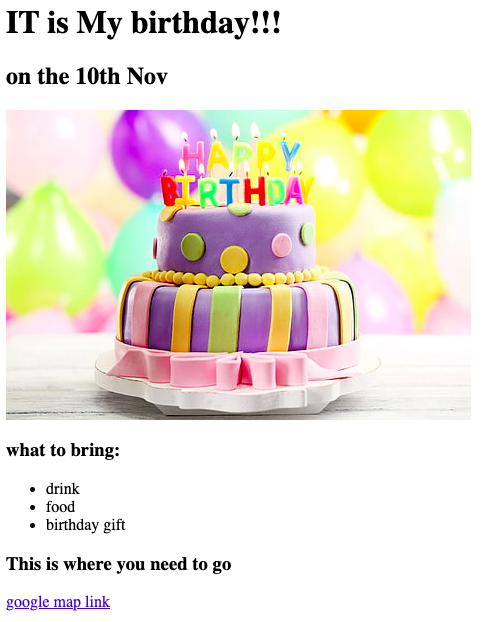 IT is My birthday!!!
on the 10th Nov
HAPPY
BIRTHDAY
what to bring:
drink
food
birthday gift
This is where you need to go
google map link